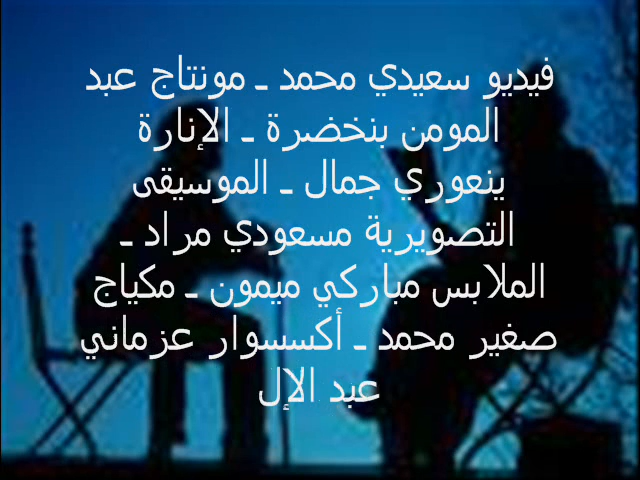 فيديو سعيدي محمد ـ مونتاج عبد
المومن بنخضرة ـ الإنارة
ينعوري جمال ـ الموسيقى
التصويرية مسعودي مراد ـ
الملابس مباركي ميمون ـ مكياج
صغير محمد ـ أكسسوار عزماني
عبد الإل